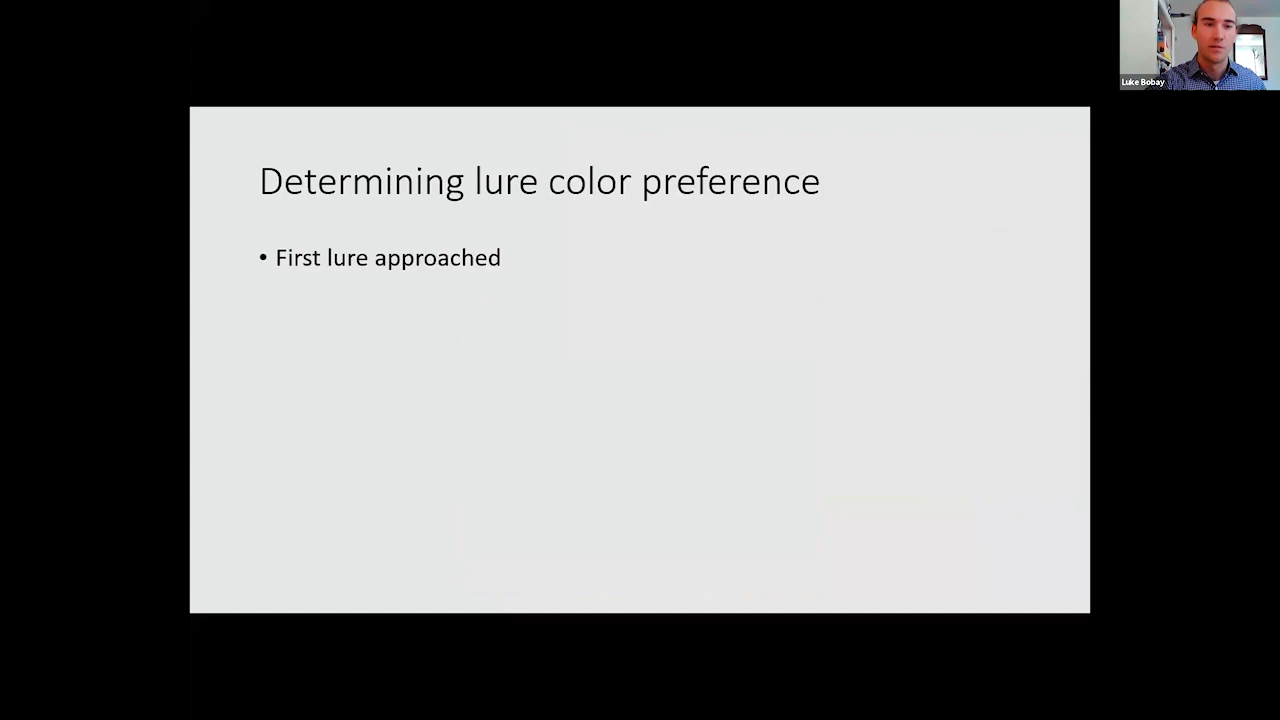 Luke Bobay
Determining lure color preference
• First lure approached